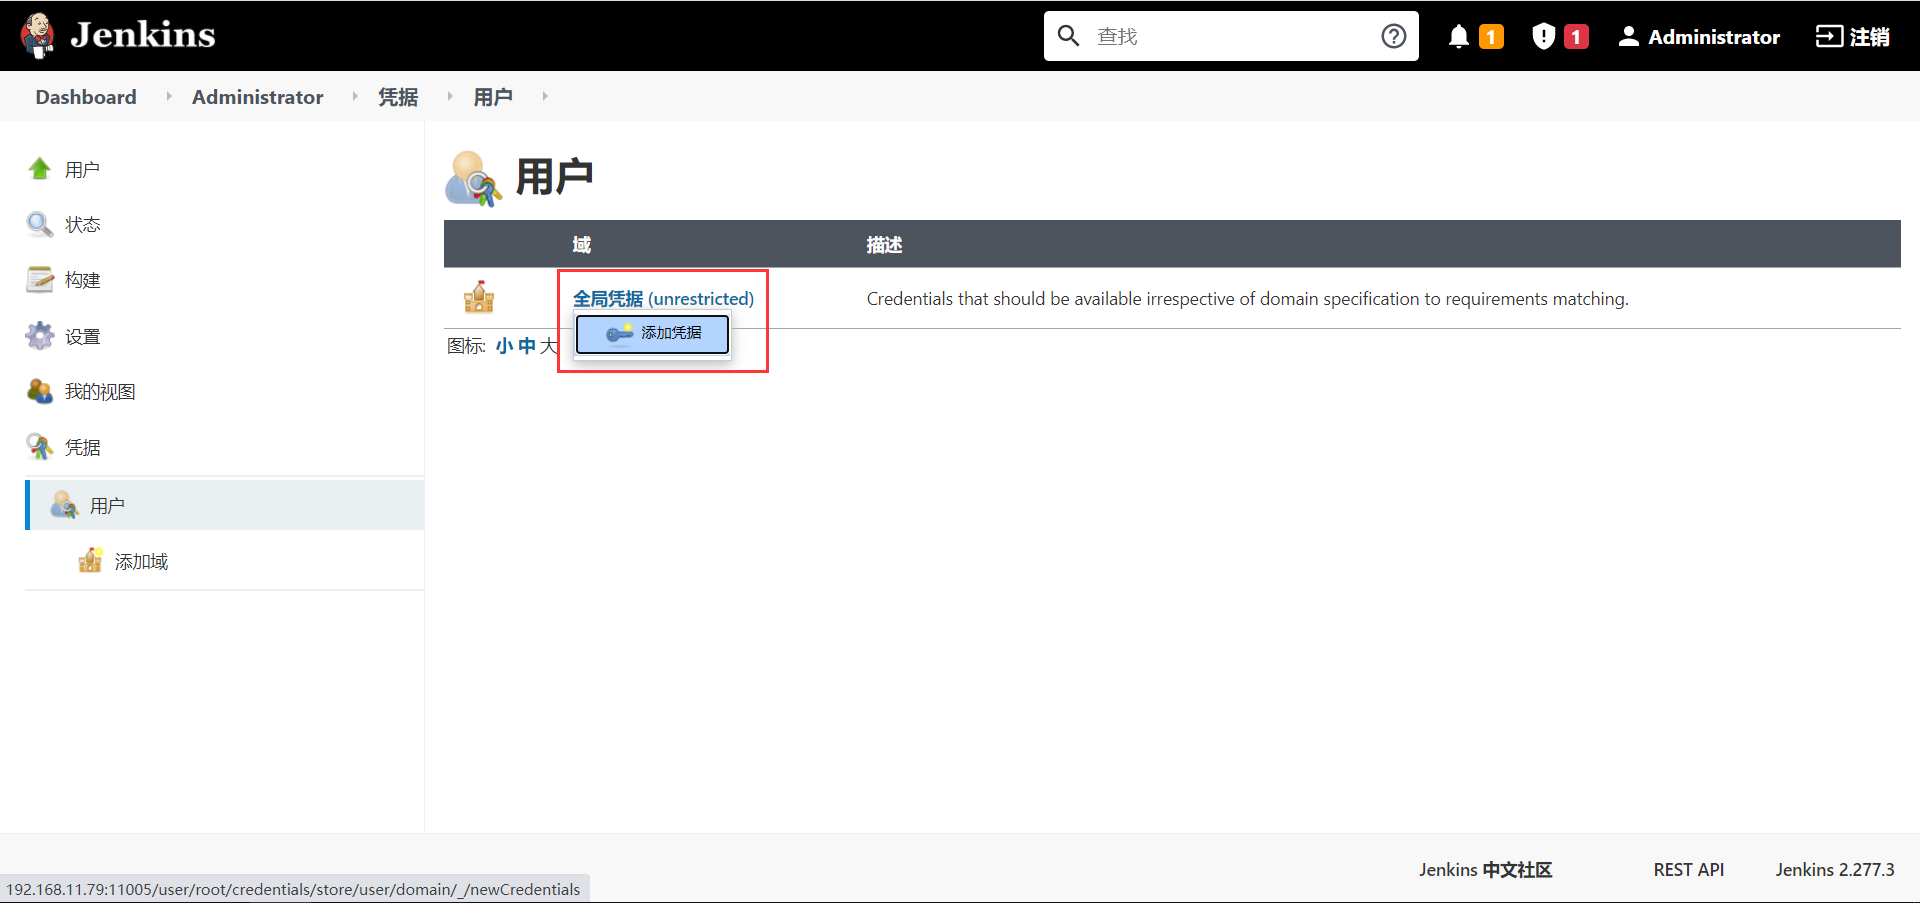 Jenkins
查找
1
1
Administrator
注销
Dashboard
Administrator
凭据
用户
用户
状态
构建
设置
我的视图
凭据
用户
添加域
用户
域 描述
全局凭据 (unrestricted) Credentials that should be available irrespective of domain specification to requirements matching.
添加凭据
图标: 小 中 大
Jenkins 中文社区 REST API Jenkins 2.277.3
192.168.11.79:11005/user/root/credentials/store/user/domain/_/newCredentials